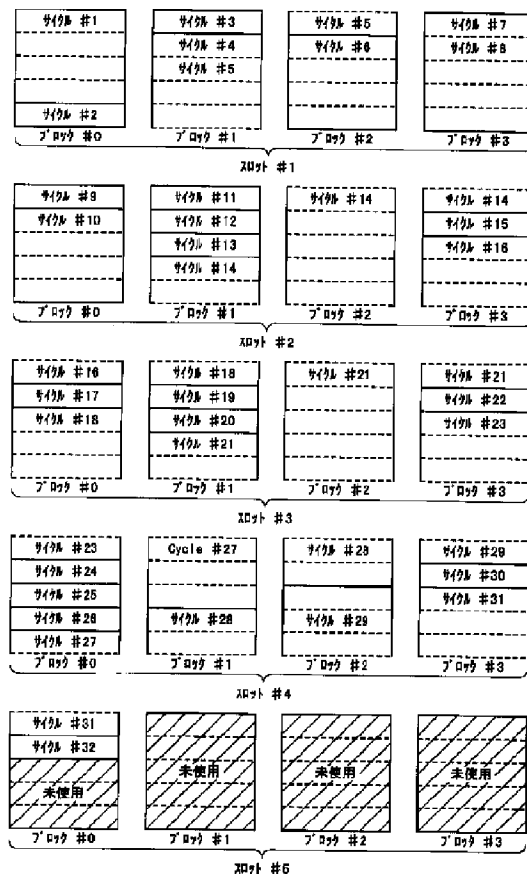 サイクル #1 サイクル #3 サイクル #5 サイクル #7
サイクル #4 サイクル #6 サイクル #8
サイクル #5
サイクル #2
ブロック #0 ブロック #1 ブロック #2 ブロック #3
スロット #1
サイクル #9 サイクル #11 サイクル #14 サイクル #14
サイクル #10 サイクル #12 サイクル #15
サイクル #13 サイクル #16
サイクル #14
ブロック #0 ブロック #1 ブロック #2 ブロック #3
スロット #2
サイクル #16 サイクル #18 サイクル #21 サイクル #21
サイクル #17 サイクル #19 サイクル #22
サイクル #18 サイクル #20 サイクル #23
サイクル #21
ブロック #0 ブロック #1 ブロック #2 ブロック #3
スロット #3
サイクル #23 Cycle #27 サイクル #28 サイクル #29
サイクル #24 サイクル #30
サイクル #25 サイクル #31
サイクル #26 サイクル #28 サイクル #29
サイクル #27
ブロック #0 ブロック #1 ブロック #2 ブロック #3
スロット #4
サイクル #31
サイクル #32
未使用 未使用 未使用 未使用
ブロック #0 ブロック #1 ブロック #2 ブロック #3
スロット #5